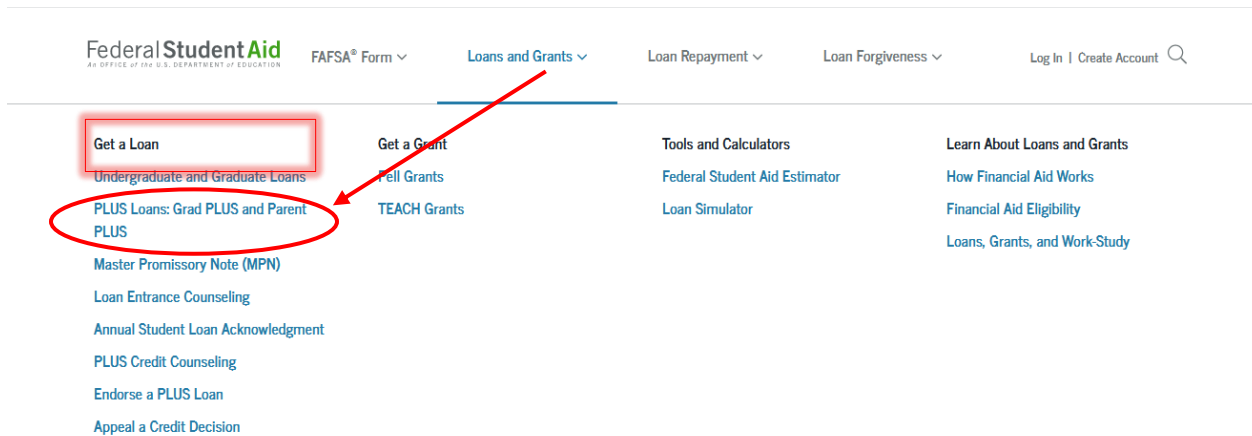 Federal Student Aid
An OFFICE of the U.S. DEPARTMENT of EDUCATION
FAFSA® Form
Loans and Grants
Loan Repayment
Loan Forgiveness
Log In | Create Account
Get a Loan
Undergraduate and Graduate Loans
PLUS Loans: Grad PLUS and Parent
PLUS
Master Promissory Note (MPN)
Loan Entrance Counseling
Annual Student Loan Acknowledgment
PLUS Credit Counseling
Endorse a PLUS Loan
Appeal a Credit Decision
Get a Grant
Pell Grants
TEACH Grants
Tools and Calculators
Federal Student Aid Estimator
Loan Simulator
Learn About Loans and Grants
How Financial Aid Works
Financial Aid Eligibility
Loans, Grants, and Work-Study